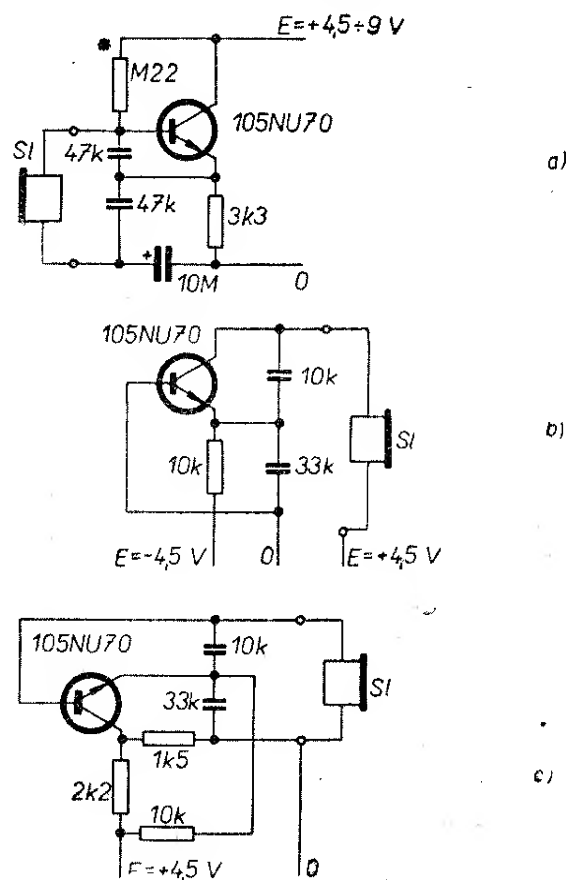 E=+4,5÷9 V
M22
105NU70
Sl
47k
a)
47k
3k3
10M
0
105NU70
10k
Sl
b)
10k
33k
E=-4,5 V
0
E=+4,5 V
105NU70
10k
Sl
33k
1k5
2k2
c)
10k
E=+4,5 V
0